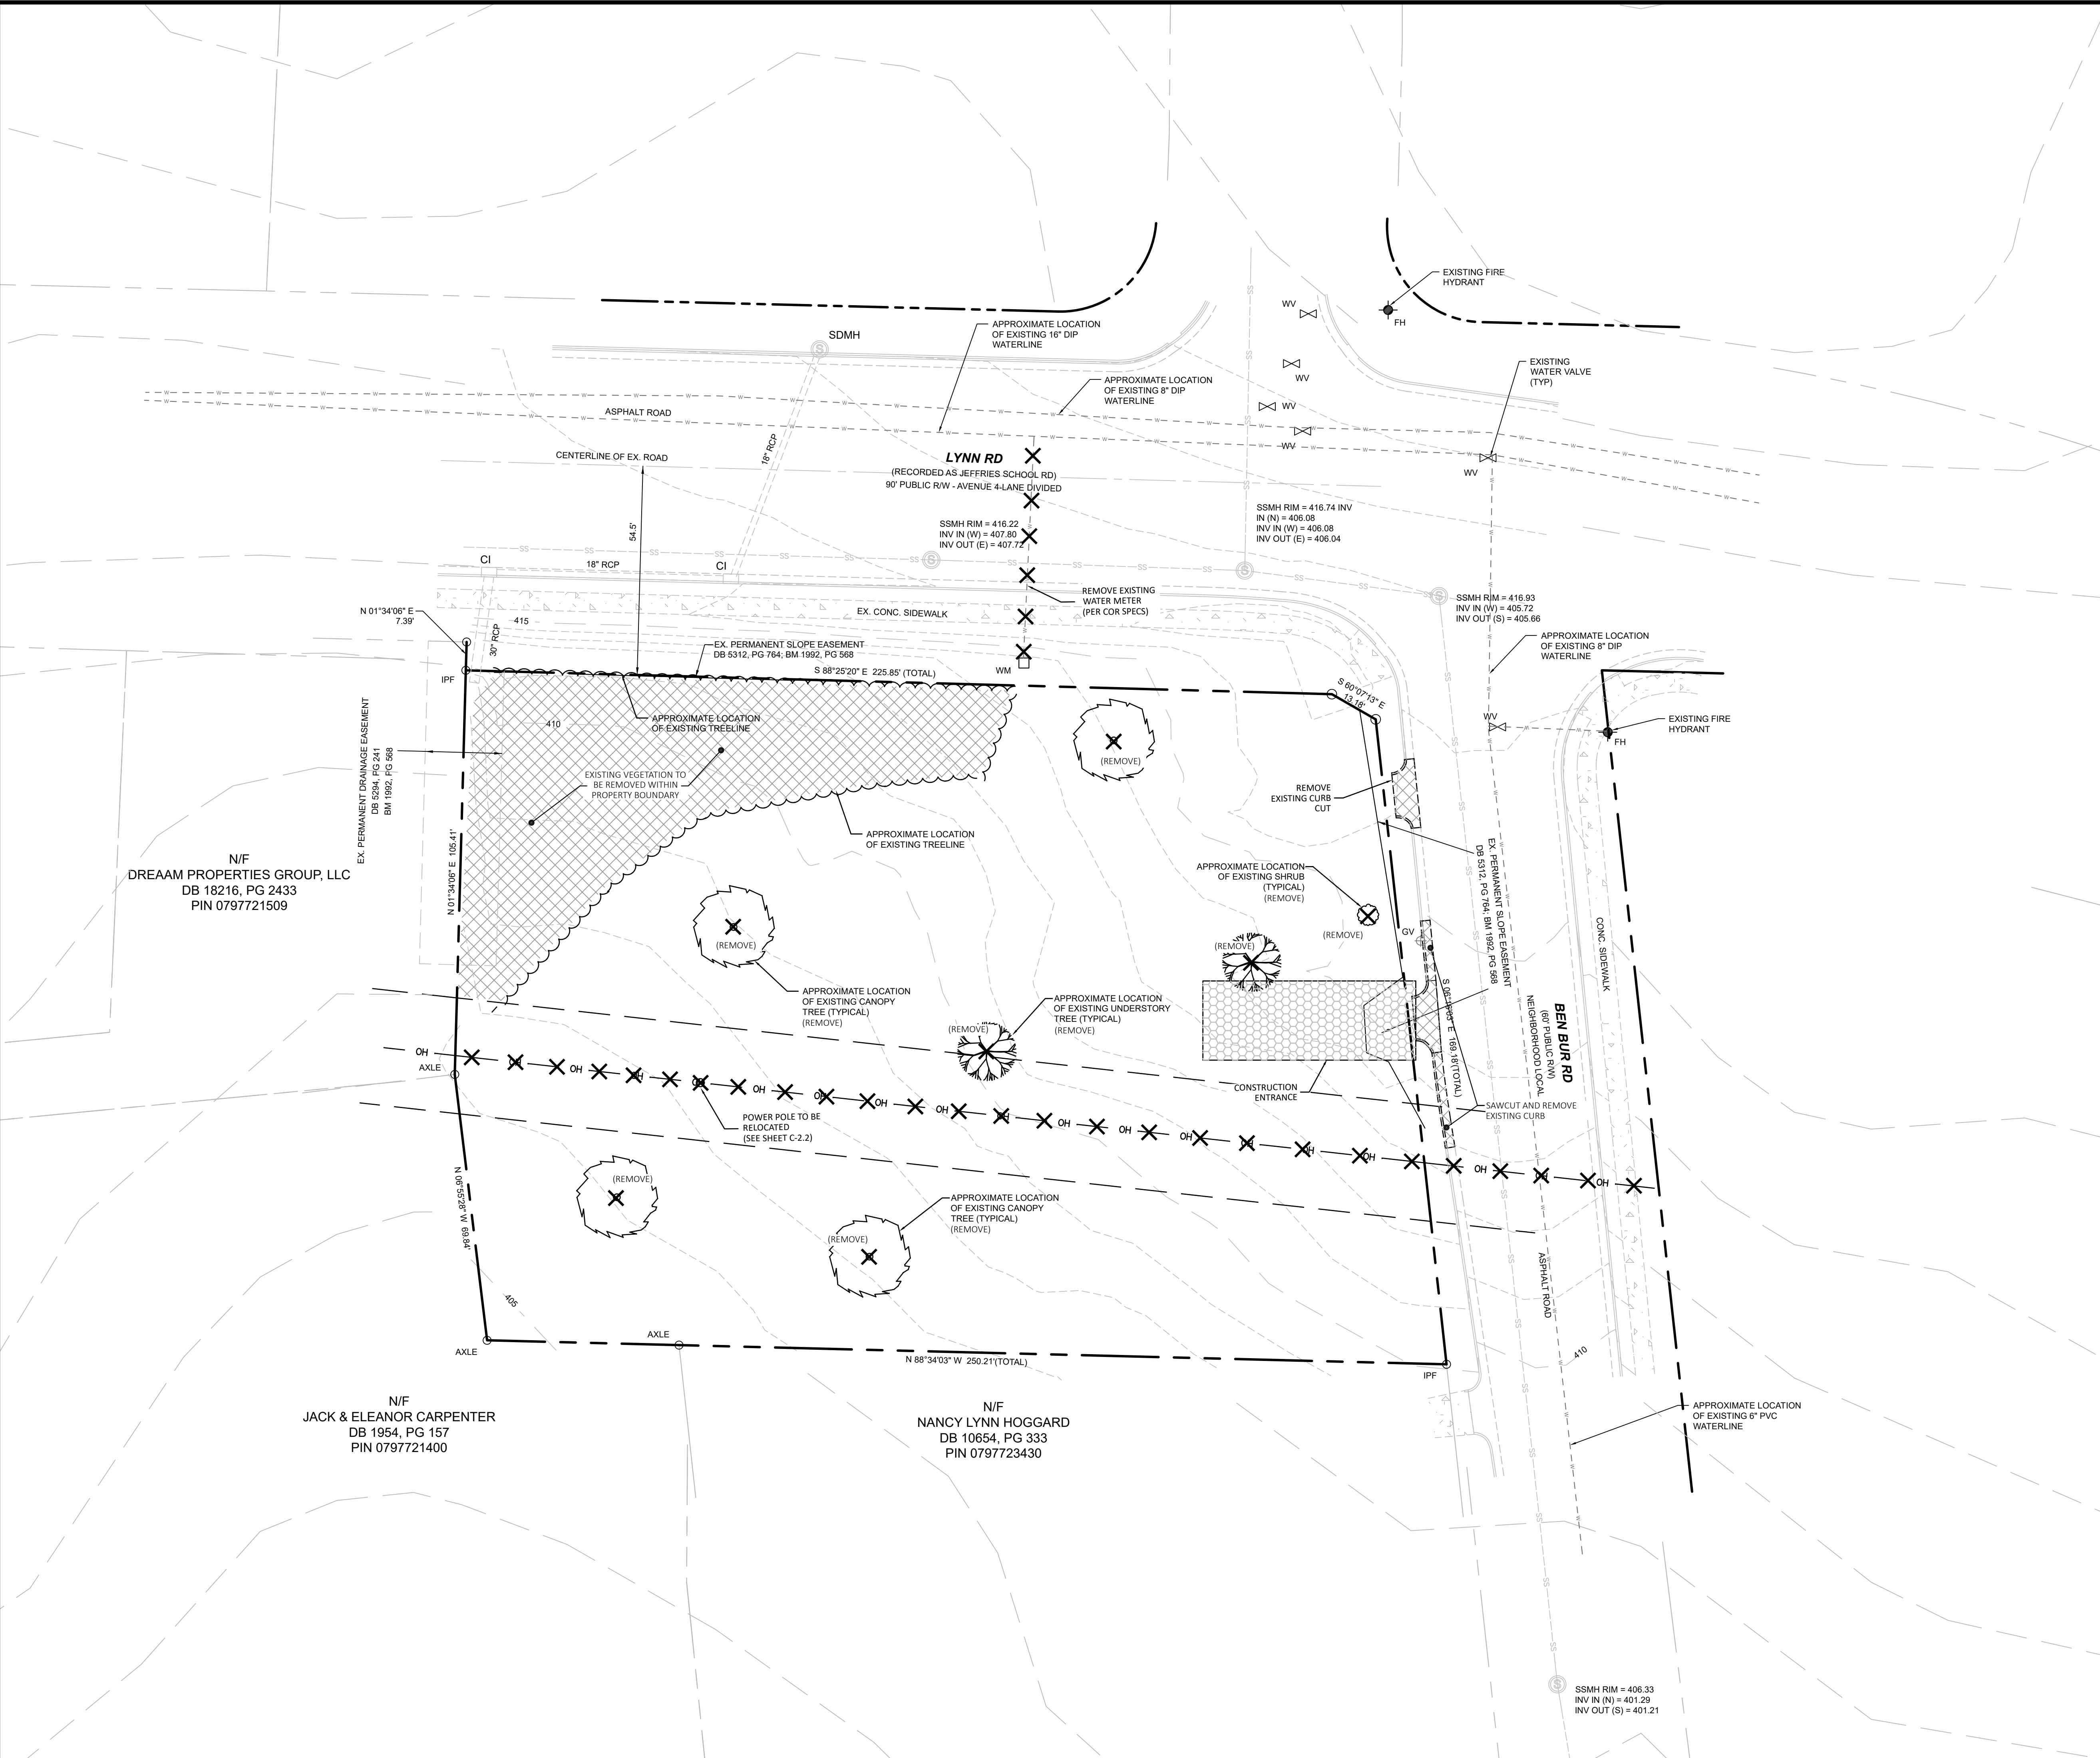 EXISTING FIRE
HYDRANT
WV
FH
SDMH
APPROXIMATE LOCATION
OF EXISTING 16" DIP
WATERLINE
EXISTING
WATER VALVE
(TYP)
WV
APPROXIMATE LOCATION
OF EXISTING 8" DIP
WATERLINE
WV
ASPHALT ROAD
WV
WV
18" RCP
CENTERLINE OF EX. ROAD
LYNN RD
(RECORDED AS JEFFRIES SCHOOL RD)
90' PUBLIC R/W - AVENUE 4-LANE DIVIDED
54.5'
SSMH RIM = 416.22
INV IN (W) = 407.80
INV OUT (E) = 407.72
SSMH RIM = 416.74 INV
IN (N) = 406.08
INV IN (W) = 406.08
INV OUT (E) = 406.04
CI
18" RCP
CI
REMOVE EXISTING
WATER METER
(PER COR SPECS)
SSMH RIM = 416.93
INV IN (W) = 405.72
INV OUT (S) = 405.66
N 01°34'06" E
7.39'
415
EX. CONC. SIDEWALK
30" RCP
APPROXIMATE LOCATION
OF EXISTING 8" DIP
WATERLINE
EX. PERMANENT SLOPE EASEMENT
DB 5312, PG 764; BM 1992, PG 568
S 88°25'20" E 225.85' (TOTAL)
WM
IPF
S 60°07'13" E
13.18'
410
APPROXIMATE LOCATION
OF EXISTING TREELINE
WV
EXISTING FIRE
HYDRANT
FH
EX. PERMANENT DRAINAGE EASEMENT
DB 5294, PG 241
BM 1992, PG 568
(REMOVE)
EXISTING VEGETATION TO
BE REMOVED WITHIN
PROPERTY BOUNDARY
REMOVE
EXISTING CURB
CUT
APPROXIMATE LOCATION
OF EXISTING TREELINE
N 01°34'06" E 105.41'
N/F
DREAAM PROPERTIES GROUP, LLC
DB 18216, PG 2433
PIN 0797721509
APPROXIMATE LOCATION
OF EXISTING SHRUB
(TYPICAL)
(REMOVE)
EX. PERMANENT SLOPE EASEMENT
DB 5312, PG 764; BM 1992, PG 568
(REMOVE)
GV
(REMOVE)
(REMOVE)
CONC. SIDEWALK
APPROXIMATE LOCATION
OF EXISTING CANOPY
TREE (TYPICAL)
(REMOVE)
APPROXIMATE LOCATION
OF EXISTING UNDERSTORY
TREE (TYPICAL)
(REMOVE)
(REMOVE)
BEN BUR RD
(60' PUBLIC R/W)
NEIGHBORHOOD LOCAL
169.18'(TOTAL)
OH
AXLE
CONSTRUCTION
ENTRANCE
SAWCUT AND REMOVE
EXISTING CURB
POWER POLE TO BE
RELOCATED
(SEE SHEET C-2.2)
(REMOVE)
N 06°55'28" W 69.84'
APPROXIMATE LOCATION
OF EXISTING CANOPY
TREE (TYPICAL)
(REMOVE)
(REMOVE)
ASPHALT ROAD
405
AXLE
AXLE
N 88°34'03" W 250.21'(TOTAL)
410
IPF
N/F
JACK & ELEANOR CARPENTER
DB 1954, PG 157
PIN 0797721400
N/F
NANCY LYNN HOGGARD
DB 10654, PG 333
PIN 0797723430
APPROXIMATE LOCATION
OF EXISTING 6" PVC
WATERLINE
SSMH RIM = 406.33
INV IN (N) = 401.29
INV OUT (S) = 401.21